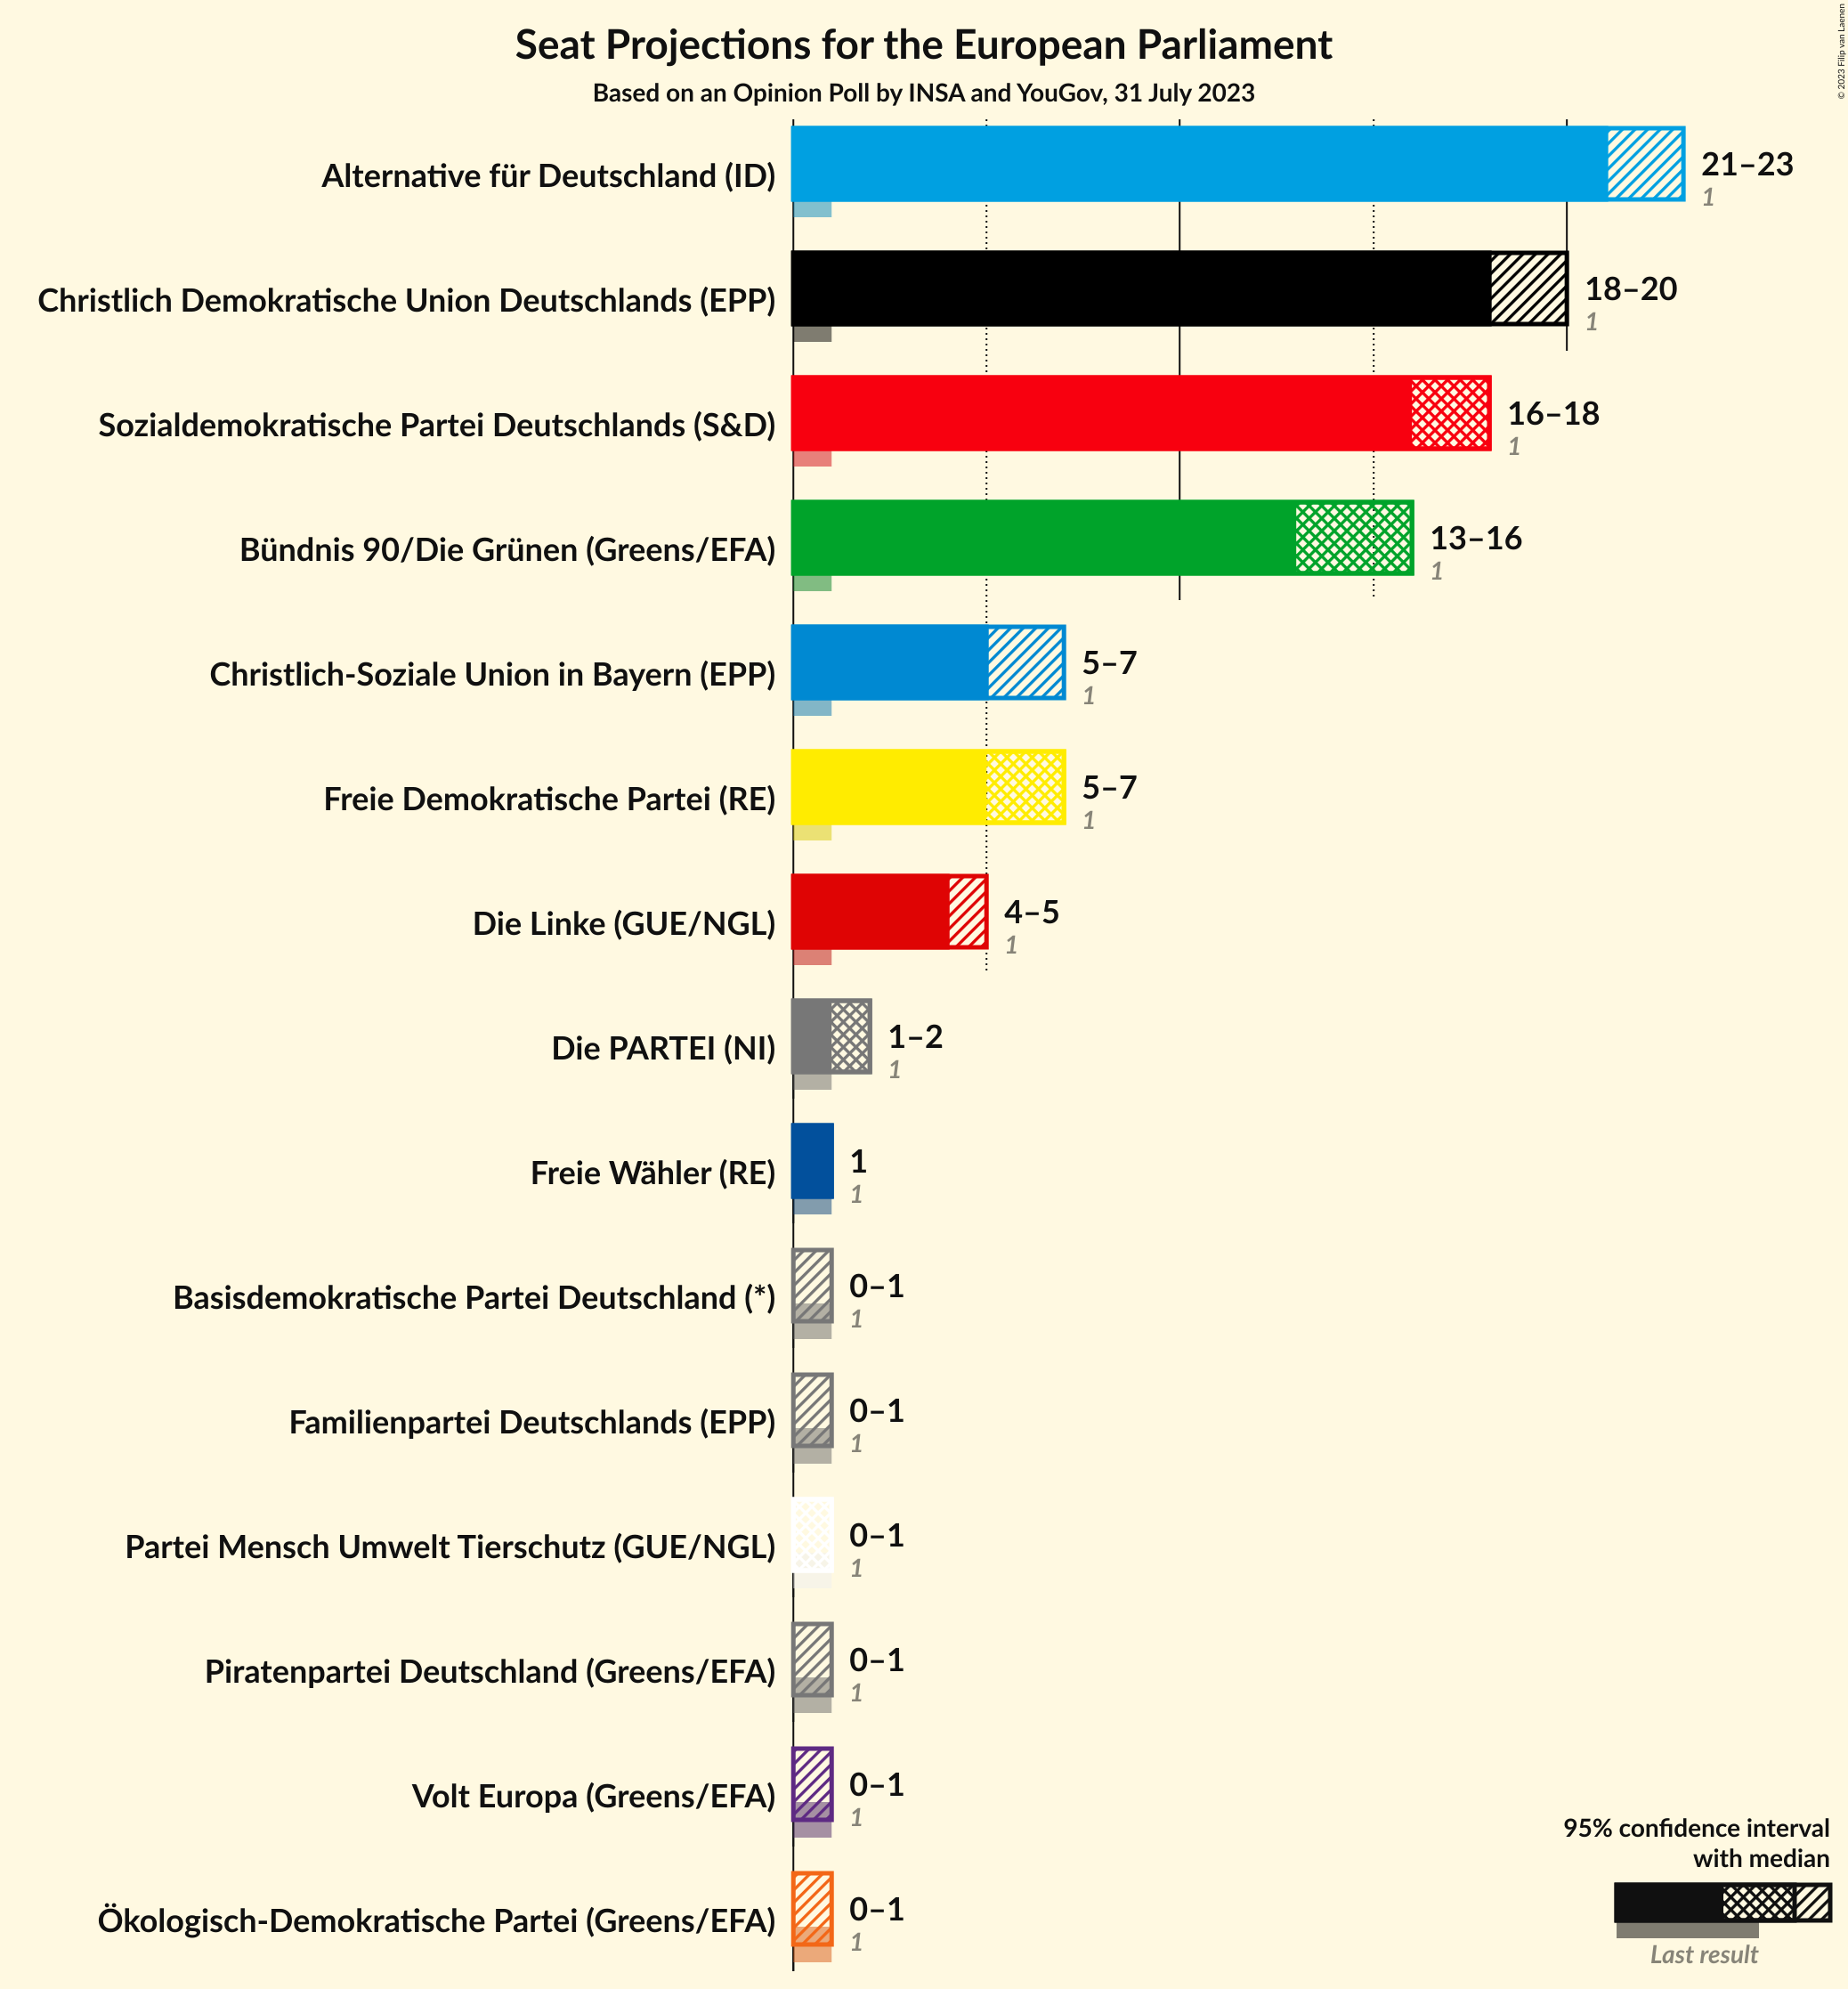 Seat Projections for the European Parliament
Based on an Opinion Poll by INSA and YouGov, 31 July 2023
© 2023 Filip van Laenen
Alternative für Deutschland (ID)
21–23
1
Christlich Demokratische Union Deutschlands (EPP)
18–20
1
Sozialdemokratische Partei Deutschlands (S&D)
16–18
1
Bündnis 90/Die Grünen (Greens/EFA)
13–16
1
Christlich-Soziale Union in Bayern (EPP)
5–7
1
Freie Demokratische Partei (RE)
5–7
1
Die Linke (GUE/NGL)
4–5
1
Die PARTEI (NI)
1–2
1
Freie Wähler (RE)
1
1
Basisdemokratische Partei Deutschland (*)
0–1
1
Familienpartei Deutschlands (EPP)
0–1
1
Partei Mensch Umwelt Tierschutz (GUE/NGL)
0–1
1
Piratenpartei Deutschland (Greens/EFA)
0–1
1
Volt Europa (Greens/EFA)
0–1
1
Ökologisch-Demokratische Partei (Greens/EFA)
0–1
1
95% confidence interval
with median
Last result